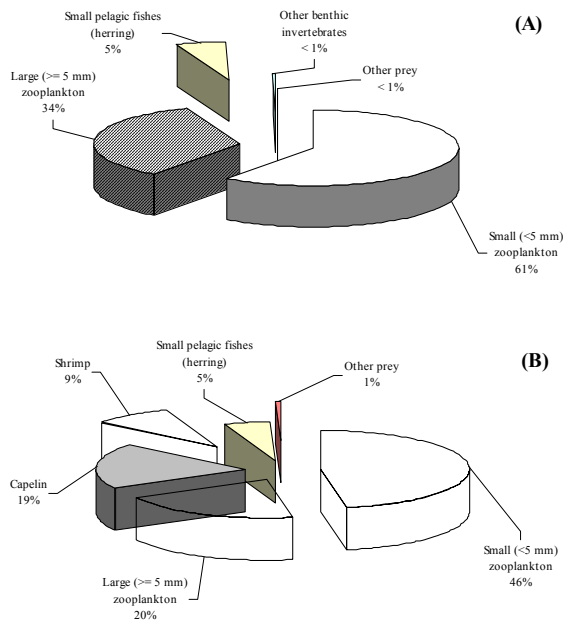 Small pelagic fishes
(herring)
5%
Other benthic
invertebrates
< 1%
(A)
Other prey
< 1%
Large (>= 5 mm)
zooplankton
34%
Small (<5 mm)
zooplankton
61%
Small pelagic fishes
(herring)
5%
(B)
Shrimp
9%
Other prey
1%
Capelin
19%
Small (<5 mm)
zooplankton
46%
Large (>= 5 mm)
zooplankton
20%